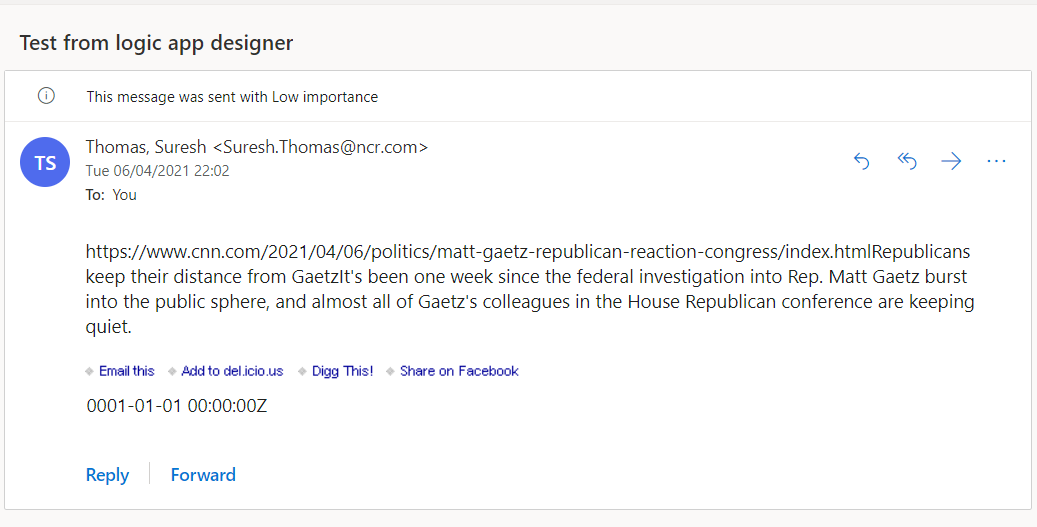 Test from logic app designer
This message was sent with Low importance
TS
Thomas, Suresh <Suresh.Thomas@ncr.com>
Tue 06/04/2021 22:02
To: You
https://www.cnn.com/2021/04/06/politics/matt-gaetz-republican-reaction-congress/index.htmlRepublicans
keep their distance from GaetzIt's been one week since the federal investigation into Rep. Matt Gaetz burst
into the public sphere, and almost all of Gaetz's colleagues in the House Republican conference are keeping
quiet.
Email this Add to del.icio.us Digg This! Share on Facebook
0001-01-01 00:00:00Z
Reply Forward